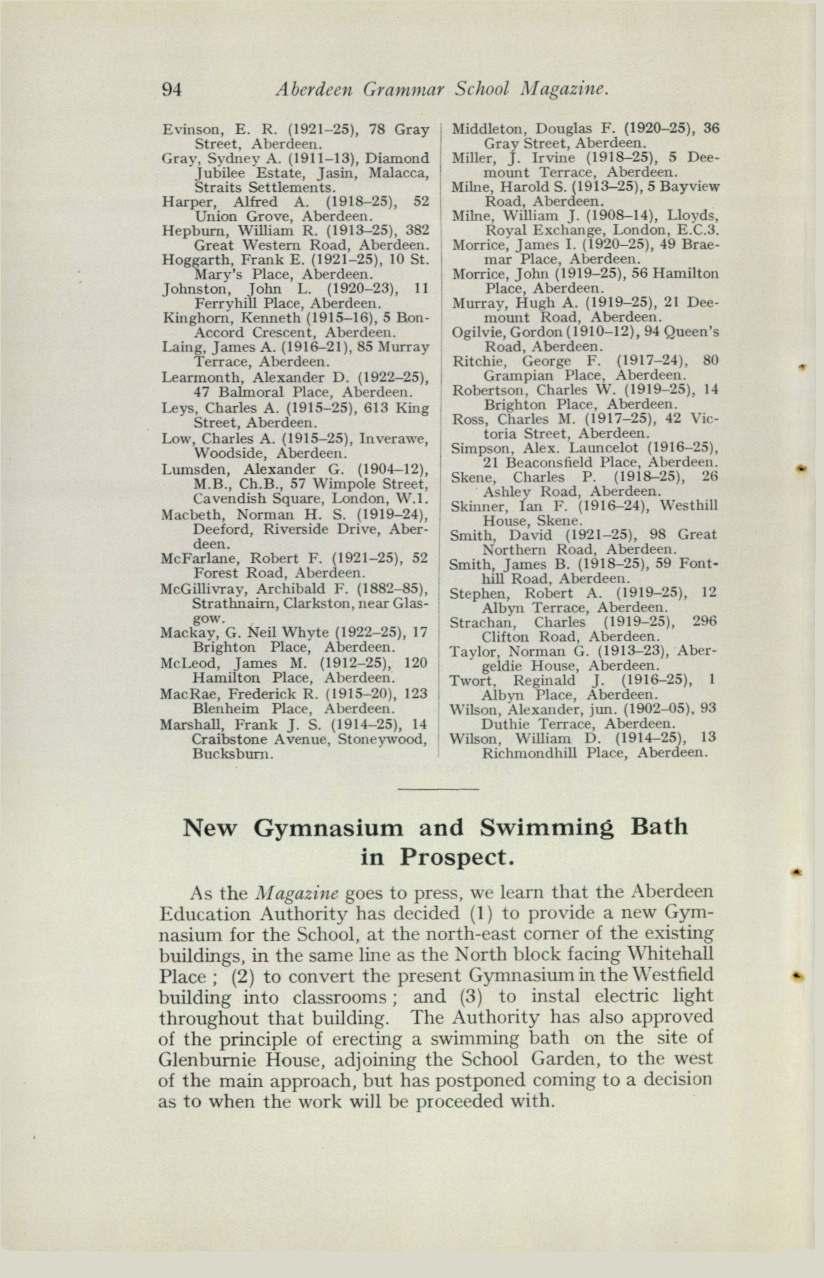 94 Aberdeen Grammar School Magazine.
Evinson, E. R. (1921–25), 78 Gray
Street, Aberdeen.
Gray, Sydney A. (1911–13), Diamond
Jubilee Estate, Jasin, Malacca,
Straits Settlements.
Harper, Alfred A. (1918–25), 52
Union Grove, Aberdeen.
Hepburn, William R. (1913–25), 382
Great Western Road, Aberdeen.
Hoggarth, Frank E. (1921–25), 10 St.
Mary's Place, Aberdeen.
Johnston, John L. (1920–23), 11
Ferryhill Place, Aberdeen.
Kinghorn, Kenneth (1915–16), 5 Bon-
Accord Crescent, Aberdeen.
Laing, James A. (1916–21), 85 Murray
Terrace, Aberdeen.
Learmonth, Alexander D. (1922–25),
47 Balmoral Place, Aberdeen.
Leys, Charles A. (1915–25), 613 King
Street, Aberdeen.
Low, Charles A. (1915–25), Inverawe,
Woodside, Aberdeen.
Lumsden, Alexander G. (1904–12),
M.B., Ch.B., 57 Wimpole Street,
Cavendish Square, London, W.1.
Macbeth, Norman H. S. (1919–24),
Deeford, Riverside Drive, Aber-
deen.
McFarlane, Robert F. (1921–25), 52
Forest Road, Aberdeen.
McGillivray, Archibald F. (1882–85),
Strathnairn, Clarkston, near Glas-
gow.
Mackay, G. Neil Whyte (1922–25), 17
Brighton Place, Aberdeen.
McLeod, James M. (1912–25), 120
Hamilton Place, Aberdeen.
MacRae, Frederick R. (1915–20), 123
Blenheim Place, Aberdeen.
Marshall, Frank J. S. (1914–25), 14
Craibstone Avenue, Stoneywood,
Bucksburn.
Middleton, Douglas F. (1920–25), 36
Gray Street, Aberdeen.
Miller, J. Irvine (1918–25), 5 Dee-
mount Terrace, Aberdeen.
Milne, Harold S. (1913–25), 5 Bayview
Road, Aberdeen.
Milne, William J. (1908–14), Lloyds,
Royal Exchange, London, E.C.3.
Morrice, James I. (1920–25), 49 Brae-
mar Place, Aberdeen.
Morrice, John (1919–25), 56 Hamilton
Place, Aberdeen.
Murray, Hugh A. (1919–25), 21 Dee-
mount Road, Aberdeen.
Ogilvie, Gordon (1910–12), 94 Queen's
Road, Aberdeen.
Ritchie, George F. (1917–24), 80
Grampian Place, Aberdeen.
Robertson, Charles W. (1919–25), 14
Brighton Place, Aberdeen.
Ross, Charles M. (1917–25), 42 Vic-
toria Street, Aberdeen.
Simpson, Alex. Launcelot (1916–25),
21 Beaconsfield Place, Aberdeen.
Skene, Charles P. (1918–25), 26
Ashley Road, Aberdeen.
Skinner, Ian F. (1916–24), Westhill
House, Skene.
Smith, David (1921–25), 98 Great
Northern Road, Aberdeen.
Smith, James B. (1918–25), 59 Font-
hill Road, Aberdeen.
Stephen, Robert A. (1919–25), 12
Albyn Terrace, Aberdeen.
Strachan, Charles (1919–25), 296
Clifton Road, Aberdeen.
Taylor, Norman G. (1913–23), Aber-
geldie House, Aberdeen.
Twort, Reginald J. (1916–25), 1
Albyn Place, Aberdeen.
Wilson, Alexander, jun. (1902–05), 93
Duthie Terrace, Aberdeen.
Wilson, William D. (1914–25), 13
Richmondhill Place, Aberdeen.
New Gymnasium and Swimming Bath
in Prospect.
As the Magazine goes to press, we learn that the Aberdeen
Education Authority has decided (1) to provide a new Gym-
nasium for the School, at the north-east corner of the existing
buildings, in the same line as the North block facing Whitehall
Place ; (2) to convert the present Gymnasium in the Westfield
building into classrooms ; and (3) to instal electric light
throughout that building. The Authority has also approved
of the principle of erecting a swimming bath on the site of
Glenburnie House, adjoining the School Garden, to the west
of the main approach, but has postponed coming to a decision
as to when the work will be proceeded with.